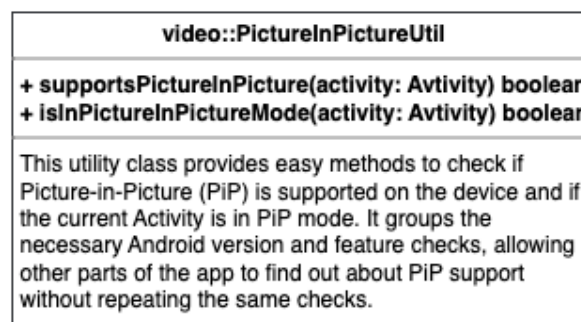 video::PictureInPictureUtil
+ supportsPictureInPicture(activity: Avtivity) boolean
+ isInPictureInPictureMode(activity: Avtivity) boolean
This utility class provides easy methods to check if
Picture-in-Picture (PiP) is supported on the device and if
the current Activity is in PiP mode. It groups the
necessary Android version and feature checks, allowing
other parts of the app to find out about PiP support
without repeating the same checks.